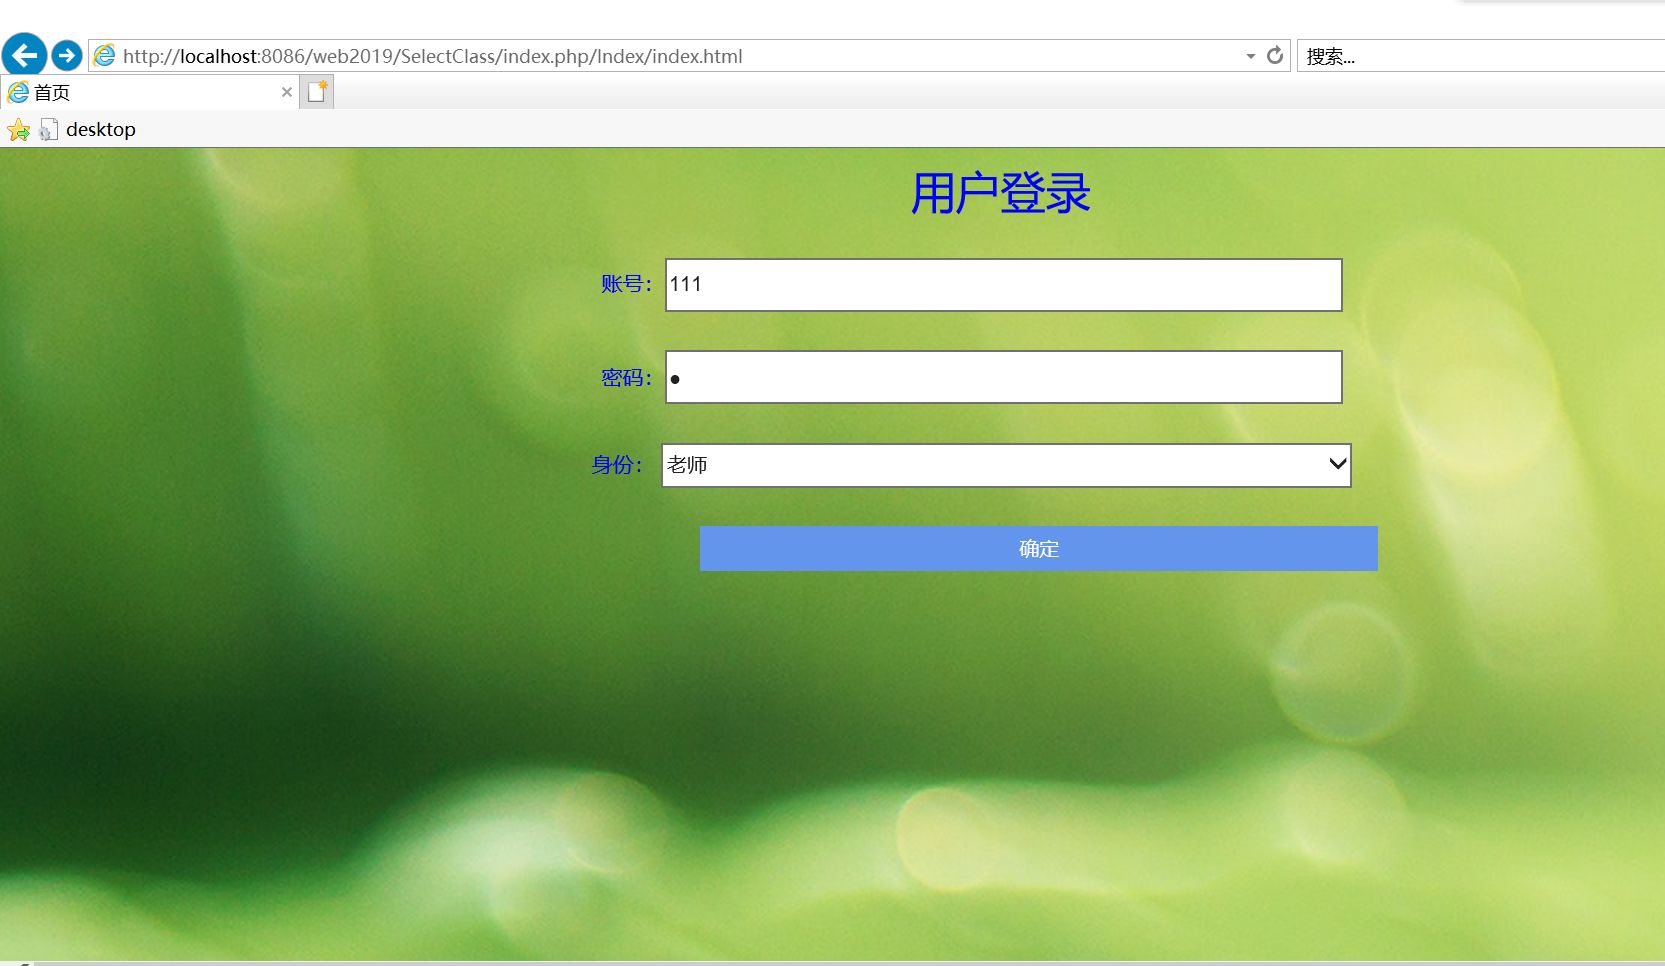 http://localhost:8086/web2019/SelectClass/index.php/Index/index.html
搜索...
首页
desktop
用户登录
账号： 111
密码： ●
身份： 老师
确定